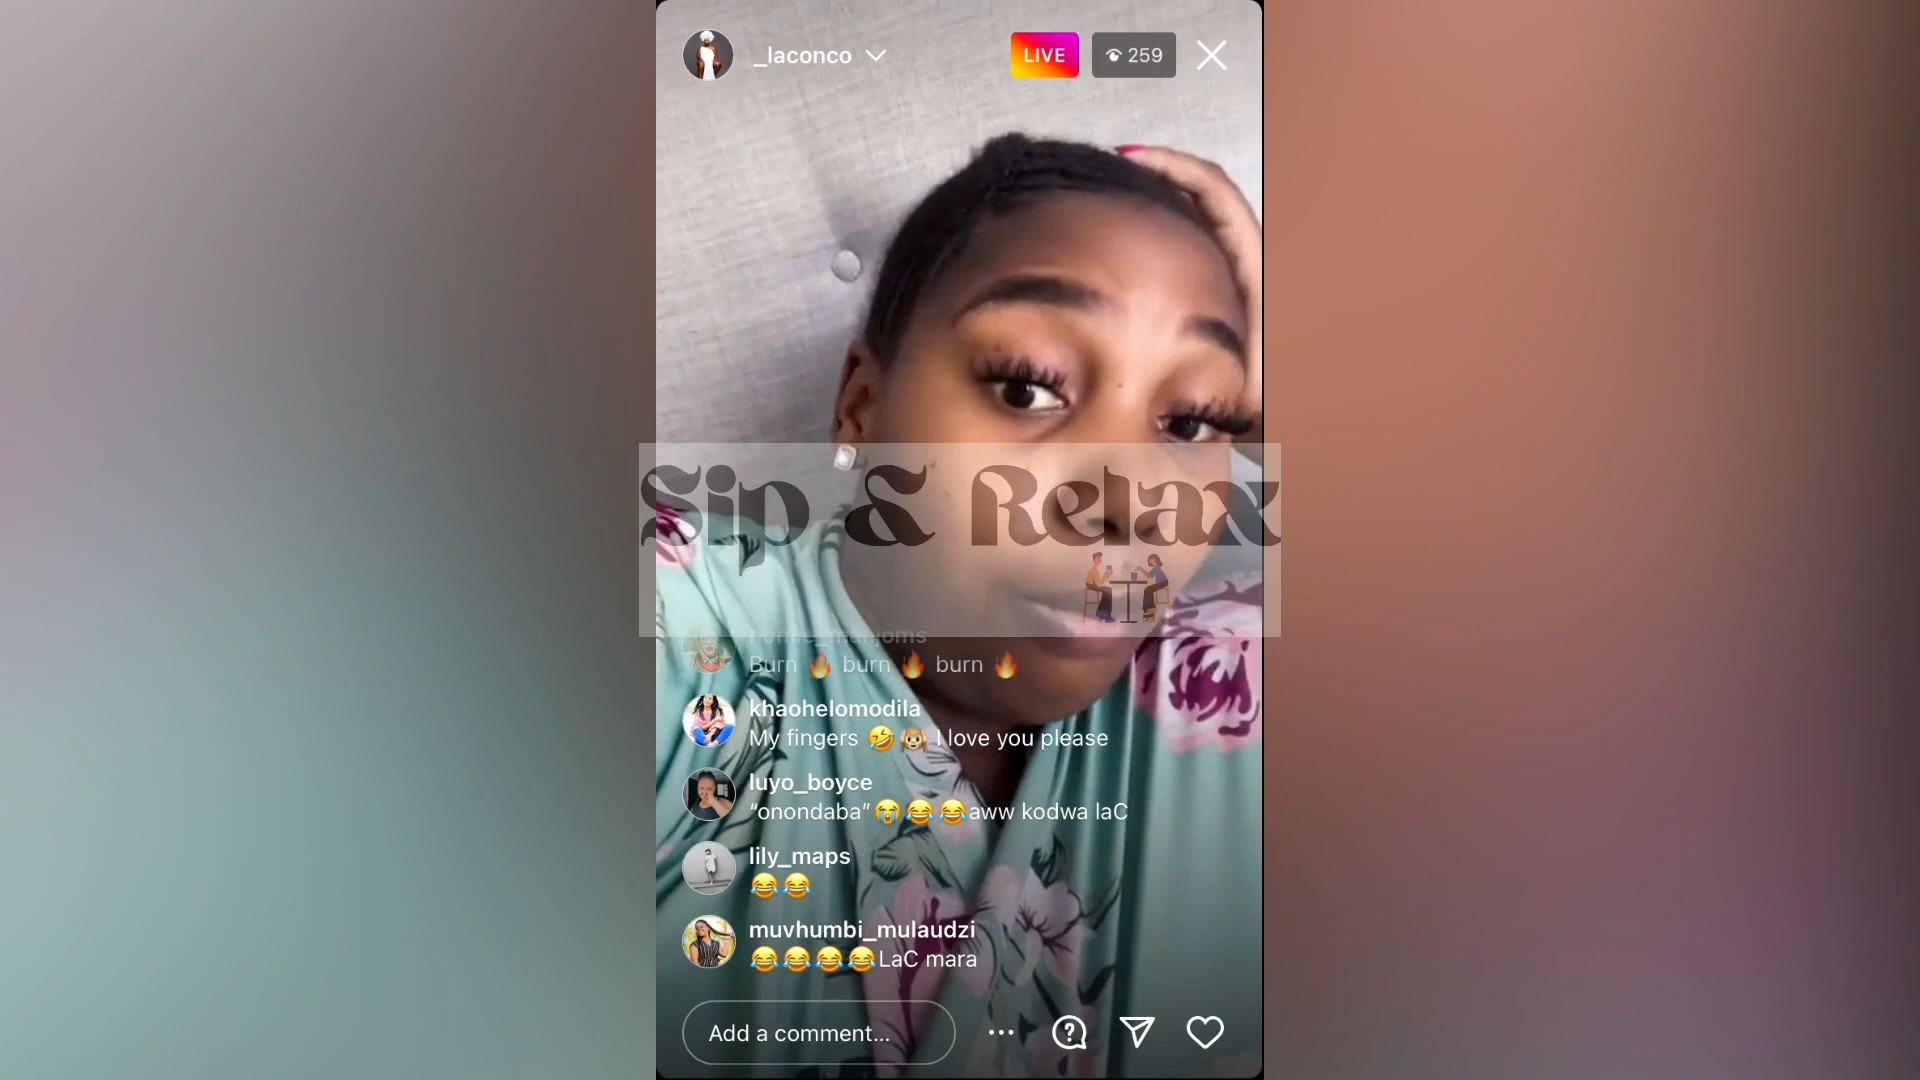 _laconco
LIVE
259
Sip & Relax
Burn 🔥 burn 🔥 burn 🔥
khaohelomodila
My fingers 🤣🙊 I love you please
luyo_boyce
“onondaba”😭😂😂aww kodwa laC
lily_maps
😂😂
muvhumbi_mulaudzi
😂😂😂😂LaC mara
Add a comment...